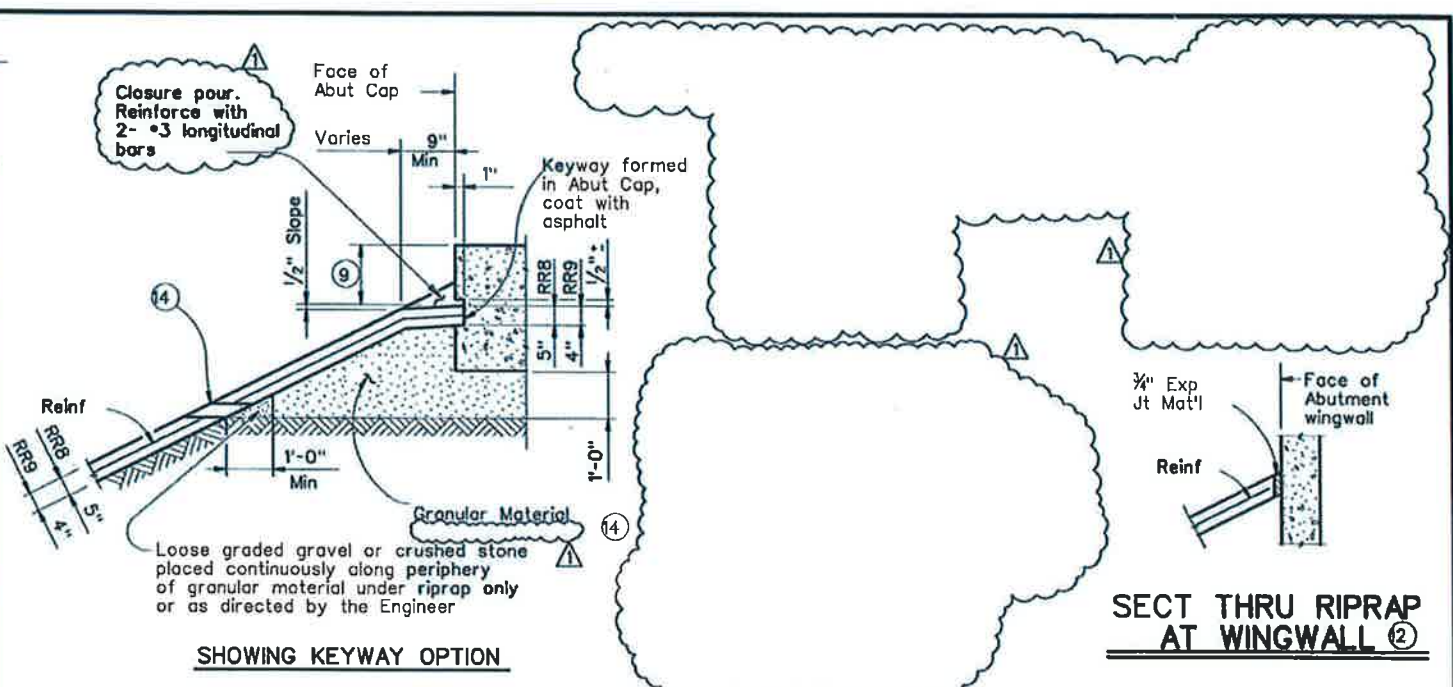 1
Closure pour.
Reinforce with
2- •3 longitudinal
bars
Face of
Abut Cap
Varies
9"
Min
1"
Keyway formed
in Abut Cap,
coat with
asphalt
1/2" Slope
9
RR8
RR9
1/2" ±
5"
4"
14
Reinf
RR9
RR8
4"
5"
1'-0"
Min
1'-0"
Granular Material
14
1
Loose graded gravel or crushed stone
placed continuously along periphery
of granular material under riprap only
or as directed by the Engineer
SHOWING KEYWAY OPTION
1
1
3/4" Exp
Jt Mat'l
Face of
Abutment
wingwall
Reinf
SECT THRU RIPRAP
AT WINGWALL 12